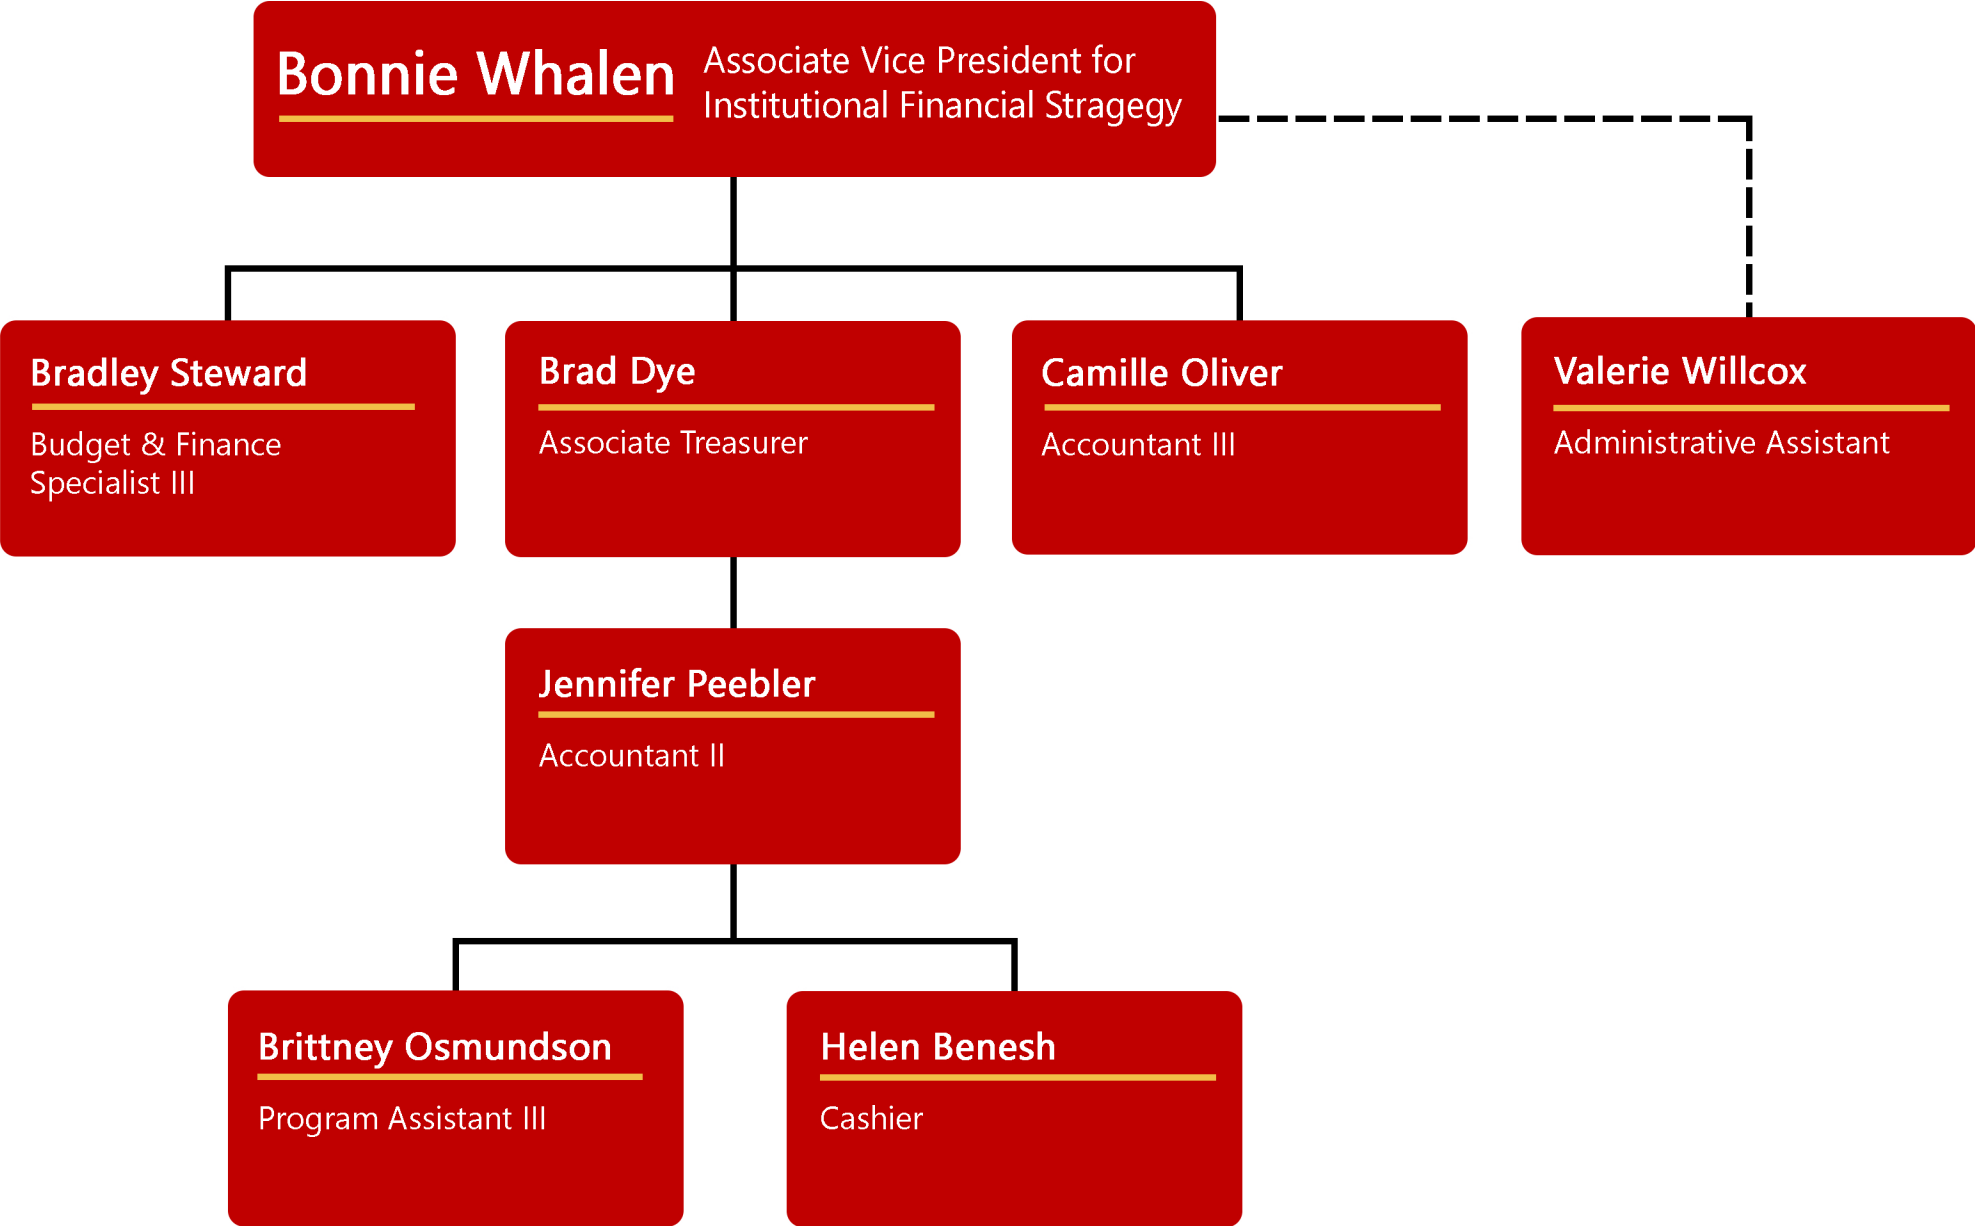 Bonnie Whalen
Associate Vice President for
Institutional Financial Stragegy
Bradley Steward
Budget & Finance
Specialist III
Brad Dye
Associate Treasurer
Camille Oliver
Accountant III
Valerie Willcox
Administrative Assistant
Jennifer Peebler
Accountant II
Brittney Osmundson
Program Assistant III
Helen Benesh
Cashier